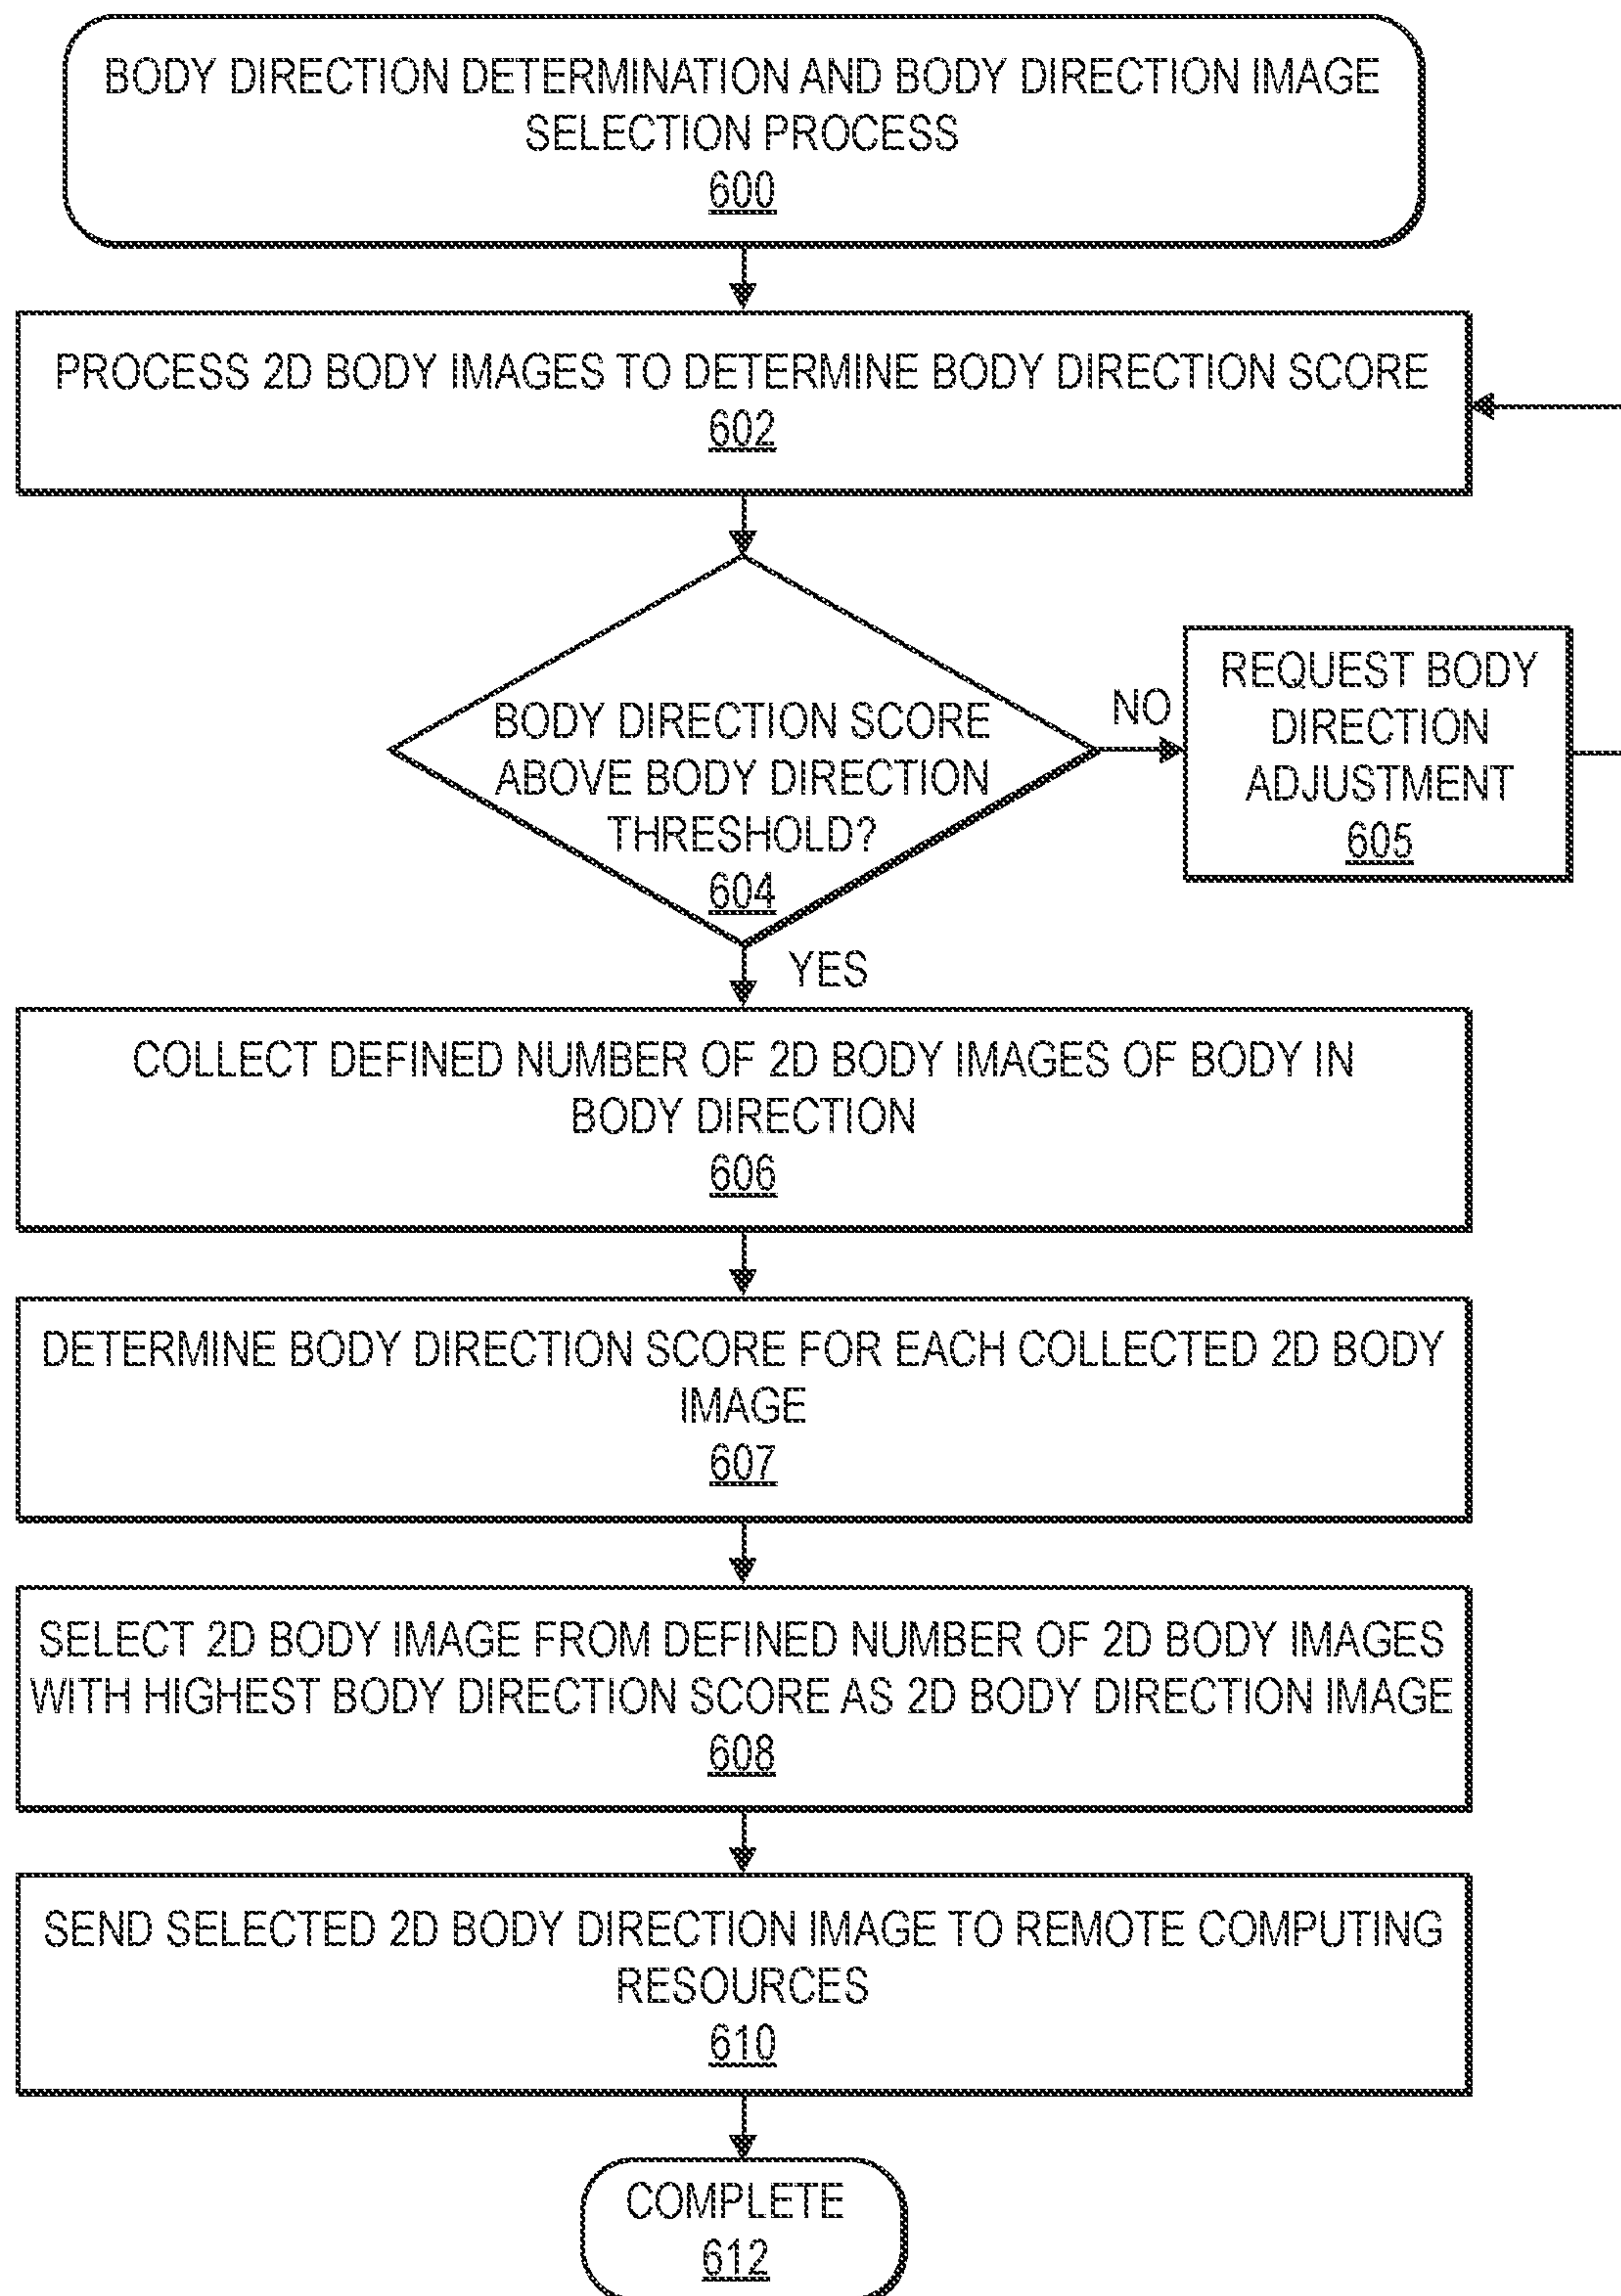 BODY DIRECTION DETERMINATION AND BODY DIRECTION IMAGE
SELECTION PROCESS
600
PROCESS 2D BODY IMAGES TO DETERMINE BODY DIRECTION SCORE
602
BODY DIRECTION SCORE
ABOVE BODY DIRECTION
THRESHOLD?
604
NO
REQUEST BODY
DIRECTION
ADJUSTMENT
605
YES
COLLECT DEFINED NUMBER OF 2D BODY IMAGES OF BODY IN
BODY DIRECTION
606
DETERMINE BODY DIRECTION SCORE FOR EACH COLLECTED 2D BODY
IMAGE
607
SELECT 2D BODY IMAGE FROM DEFINED NUMBER OF 2D BODY IMAGES
WITH HIGHEST BODY DIRECTION SCORE AS 2D BODY DIRECTION IMAGE
608
SEND SELECTED 2D BODY DIRECTION IMAGE TO REMOTE COMPUTING
RESOURCES
610
COMPLETE
612